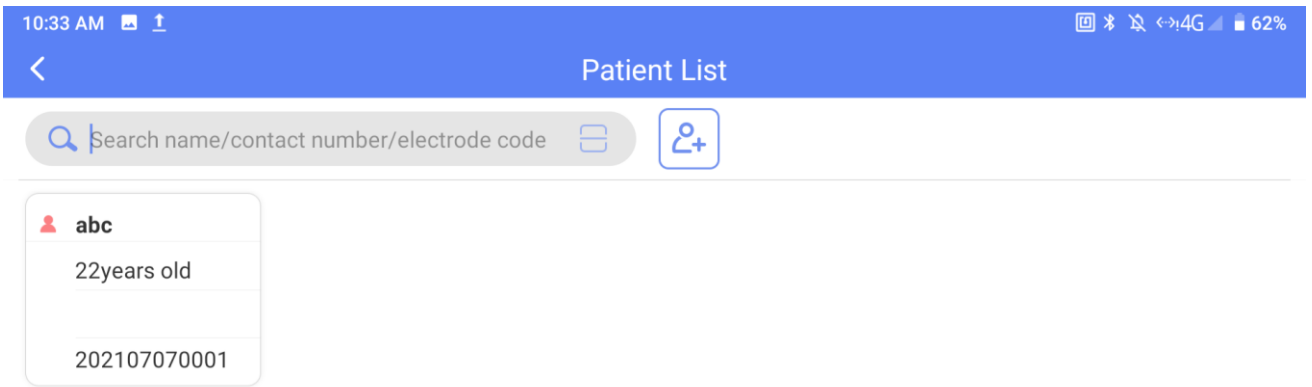 10:33 AM 4G 62%
Patient List
Search name/contact number/electrode code
abc
22years old
202107070001